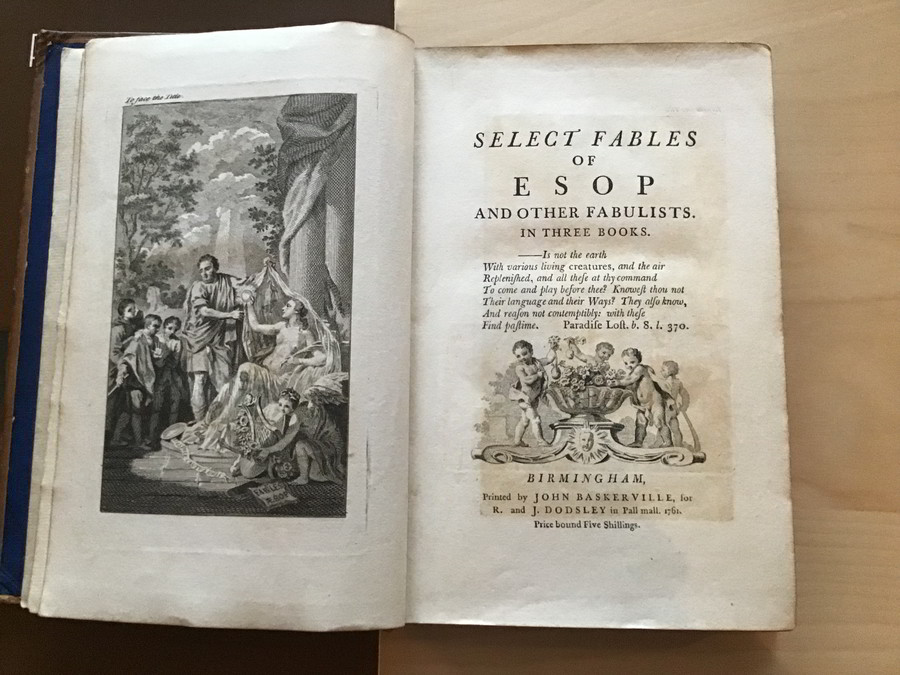 To face the Title.
SELECT FABLES
OF
ESOP
AND OTHER FABULISTS.
IN THREE BOOKS.
——Is not the earth
With various living creatures, and the air
Repleniſhed, and all theſe at thy command
To come and play before thee? Knoweſt thou not
Their language and their Ways? They alſo know,
And reaſon not contemptibly: with theſe
Find paſtime. Paradiſe Loſt. b. 8. l. 370.
BIRMINGHAM,
Printed by JOHN BASKERVILLE, for
R. and J. DODSLEY in Pall mall. 1761.
Price bound Five Shillings.